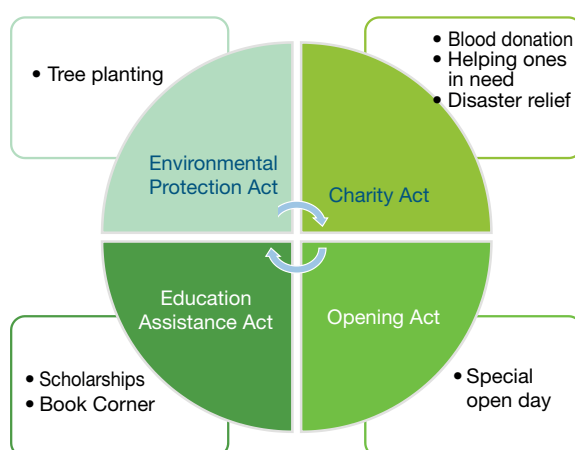 • Tree planting
• Blood donation
• Helping ones
in need
• Disaster relief
Environmental
Protection Act
Charity Act
Education
Assistance Act
Opening Act
• Scholarships
• Book Corner
• Special
open day